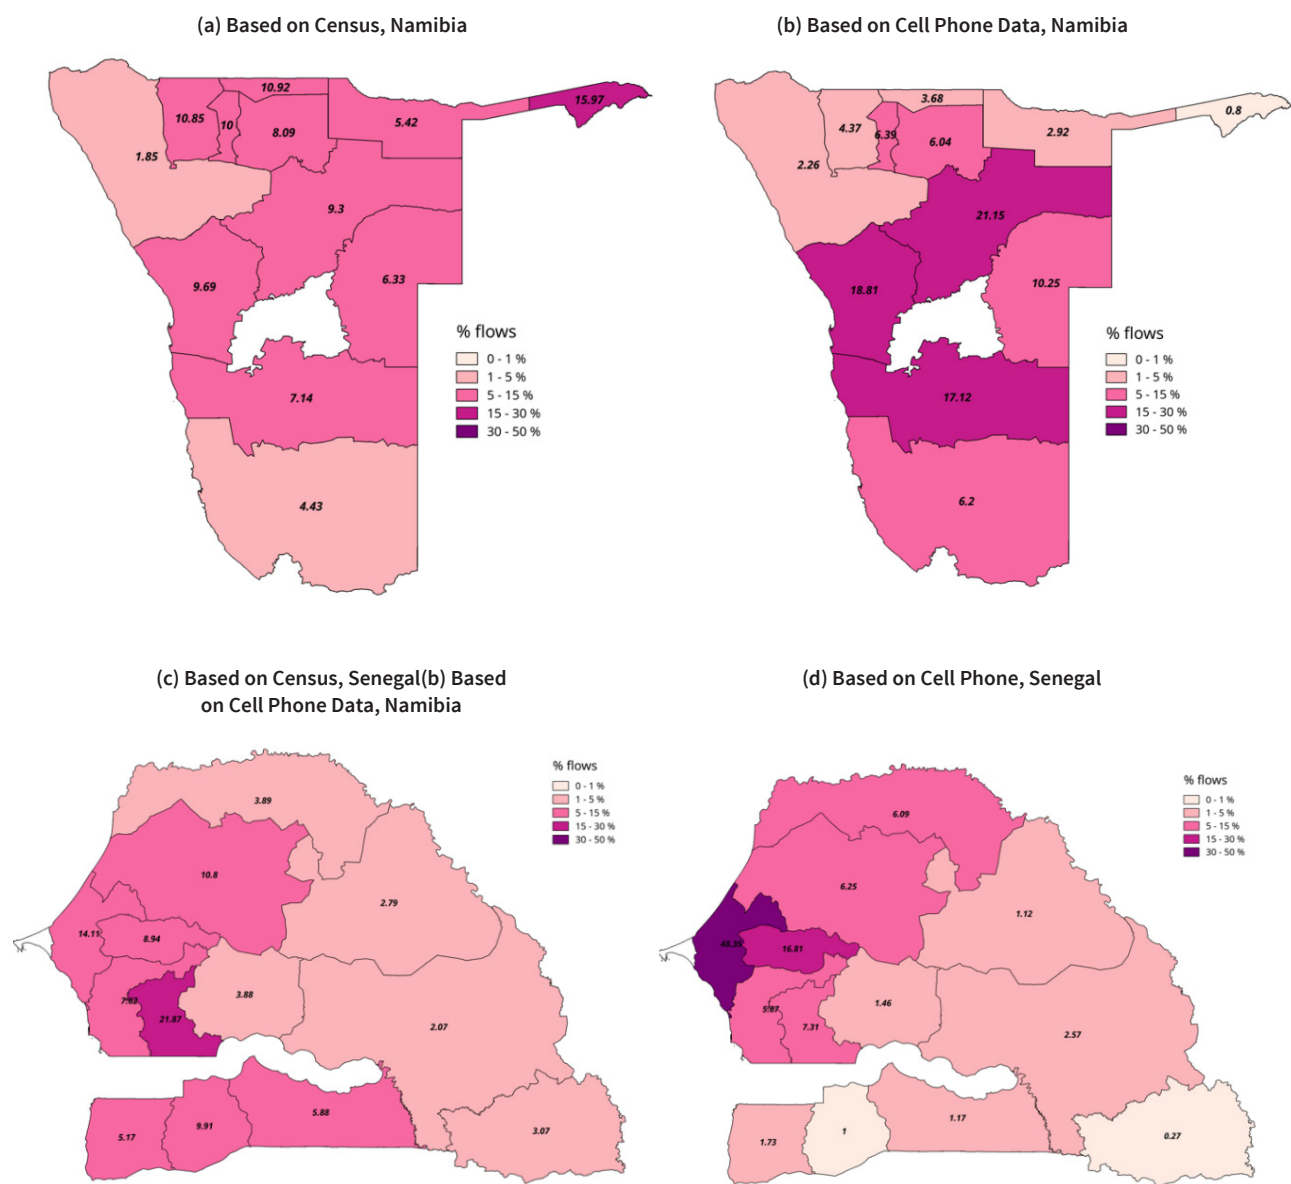 (a) Based on Census, Namibia
10.92
15.97
10.85
10
8.09
5.42
1.85
9.3
9.69
6.33
7.14
4.43
% flows
0 - 1 %
1 - 5 %
5 - 15 %
15 - 30 %
30 - 50 %
(b) Based on Cell Phone Data, Namibia
3.68
0.8
4.37
6.39
6.04
2.92
2.26
21.15
18.81
10.25
17.12
6.2
% flows
0 - 1 %
1 - 5 %
5 - 15 %
15 - 30 %
30 - 50 %
(c) Based on Census, Senegal(b) Based
on Cell Phone Data, Namibia
% flows
0 - 1 %
1 - 5 %
5 - 15 %
15 - 30 %
30 - 50 %
3.89
10.8
2.79
14.11
8.94
3.88
21.87
2.07
5.88
9.91
5.17
3.07
(d) Based on Cell Phone, Senegal
% flows
0 - 1 %
1 - 5 %
5 - 15 %
15 - 30 %
30 - 50 %
6.09
6.25
1.12
16.81
1.46
7.31
2.57
1.17
1
1.73
0.27